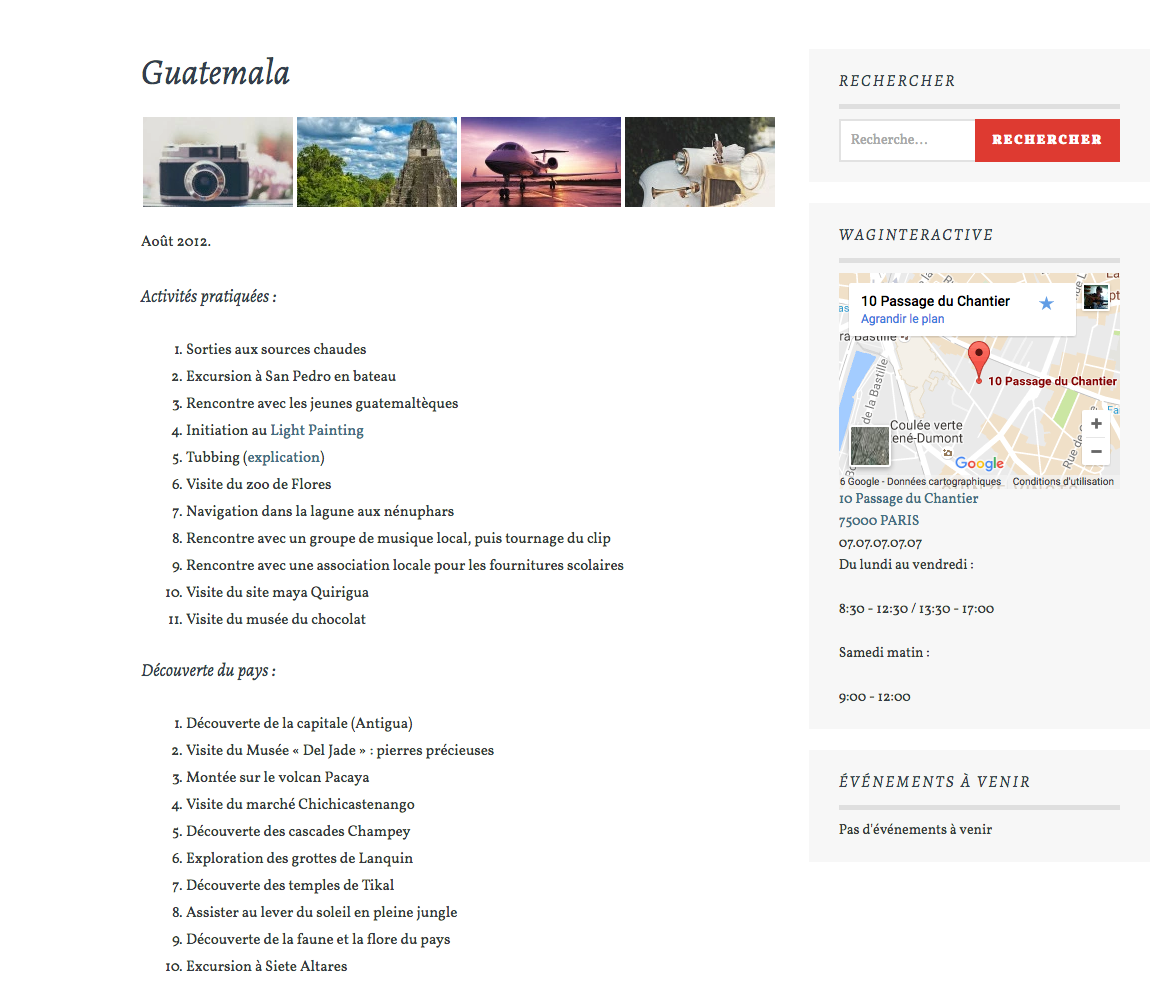 Guatemala
Août 2012.
Activités pratiquées :
1. Sorties aux sources chaudes
2. Excursion à San Pedro en bateau
3. Rencontre avec les jeunes guatemaltèques
4. Initiation au Light Painting
5. Tubbing (explication)
6. Visite du zoo de Flores
7. Navigation dans la lagune aux nénuphars
8. Rencontre avec un groupe de musique local, puis tournage du clip
9. Rencontre avec une association locale pour les fournitures scolaires
10. Visite du site maya Quirigua
11. Visite du musée du chocolat
Découverte du pays :
1. Découverte de la capitale (Antigua)
2. Visite du Musée « Del Jade » : pierres précieuses
3. Montée sur le volcan Pacaya
4. Visite du marché Chichicastenango
5. Découverte des cascades Champey
6. Exploration des grottes de Lanquin
7. Découverte des temples de Tikal
8. Assister au lever du soleil en pleine jungle
9. Découverte de la faune et la flore du pays
10. Excursion à Siete Altares
RECHERCHER
Recherche... RECHERCHER
WAGINTERACTIVE
10 Passage du Chantier
Agrandir le plan
ra Bastille
de la Bastille
10 Passage du Chantier
Coulée verte
ené-Dumont
Rue de
Google
6 Google - Données cartographiques Conditions d'utilisation
10 Passage du Chantier
75000 PARIS
07.07.07.07.07
Du lundi au vendredi :
8:30 - 12:30 / 13:30 - 17:00
Samedi matin :
9:00 - 12:00
ÉVÉNEMENTS À VENIR
Pas d'événements à venir